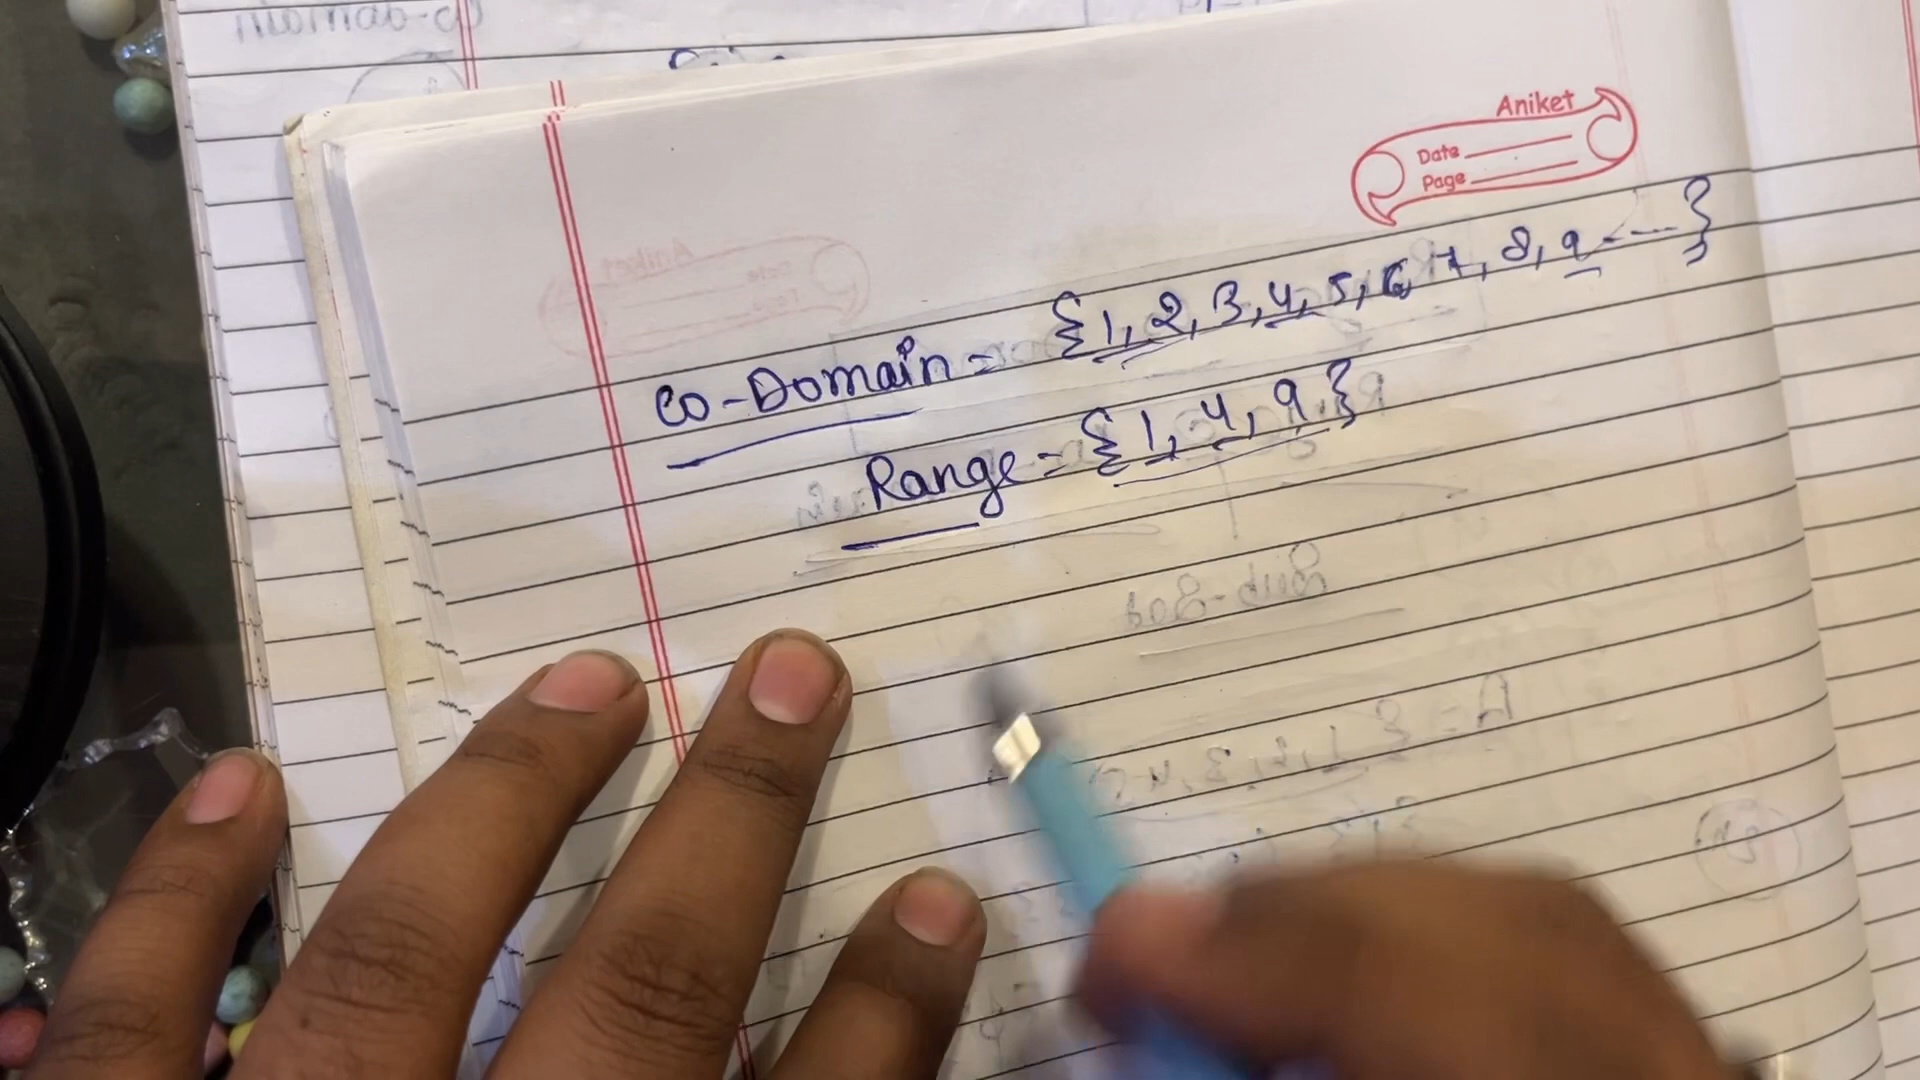 Aniket
Date
Page
Co-Domain = {1, 2, 3, 4, 5, 6, 7, 8, 9 ----}
Range = {1, 4, 9}